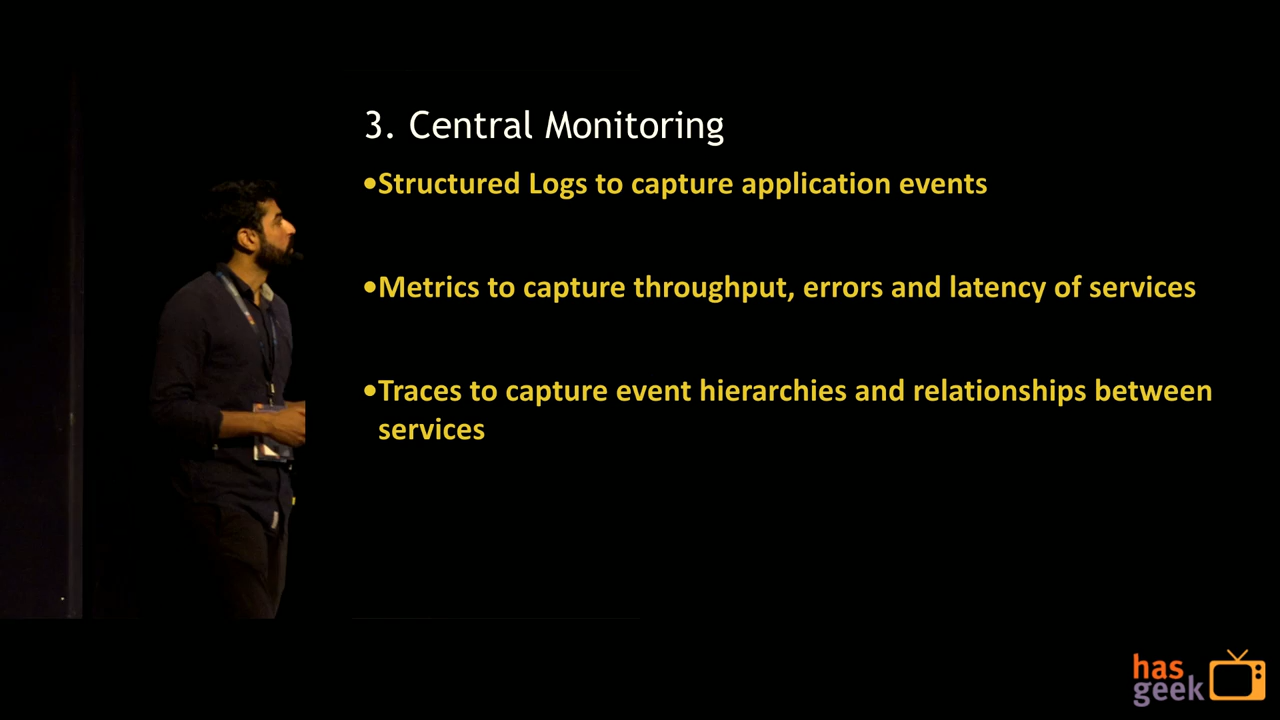 3. Central Monitoring
•Structured Logs to capture application events
•Metrics to capture throughput, errors and latency of services
•Traces to capture event hierarchies and relationships between
services
has
geek